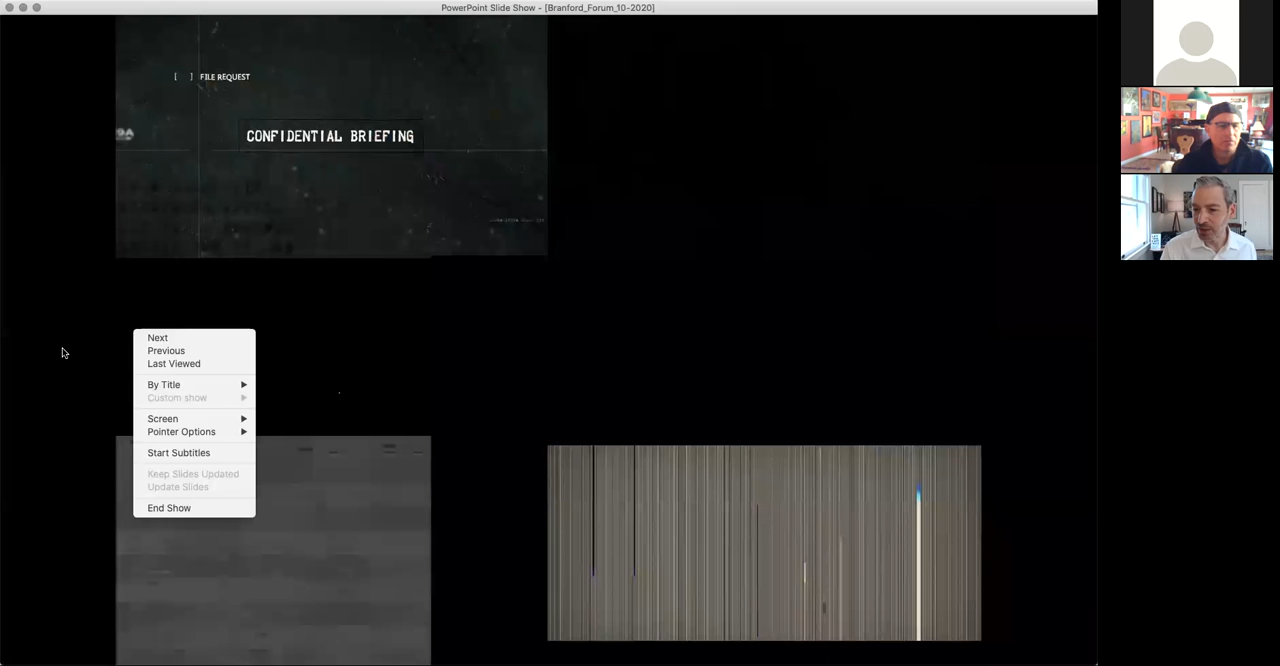 PowerPoint Slide Show - [Branford_Forum_10-2020]
[ ] FILE REQUEST
9A
CONFIDENTIAL BRIEFING
Next
Previous
Last Viewed
By Title
Custom show
Screen
Pointer Options
Start Subtitles
Keep Slides Updated
Update Slides
End Show